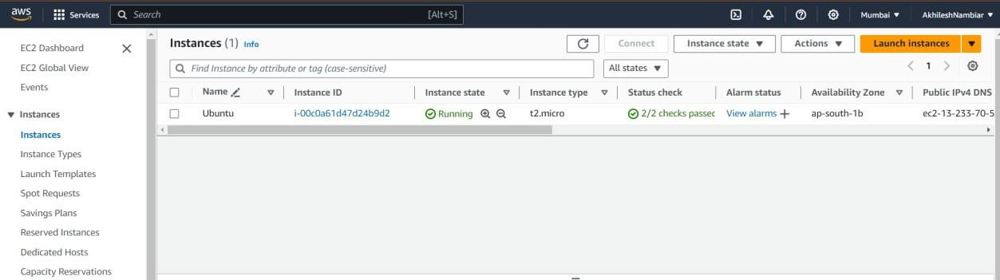 aws Services Search [Alt+S] Mumbai ▼ AkhileshNambiar ▼
EC2 Dashboard
EC2 Global View
Events
▼ Instances
Instances
Instance Types
Launch Templates
Spot Requests
Savings Plans
Reserved Instances
Dedicated Hosts
Capacity Reservations
Instances (1) Info Connect Instance state ▼ Actions ▼ Launch instances ▼
Find Instance by attribute or tag (case-sensitive) All states ▼ 1
Name Instance ID Instance state Instance type Status check Alarm status Availability Zone Public IPv4 DNS
Ubuntu i-00c0a61d47d24b9d2 Running t2.micro 2/2 checks passec View alarms + ap-south-1b ec2-13-233-70-5